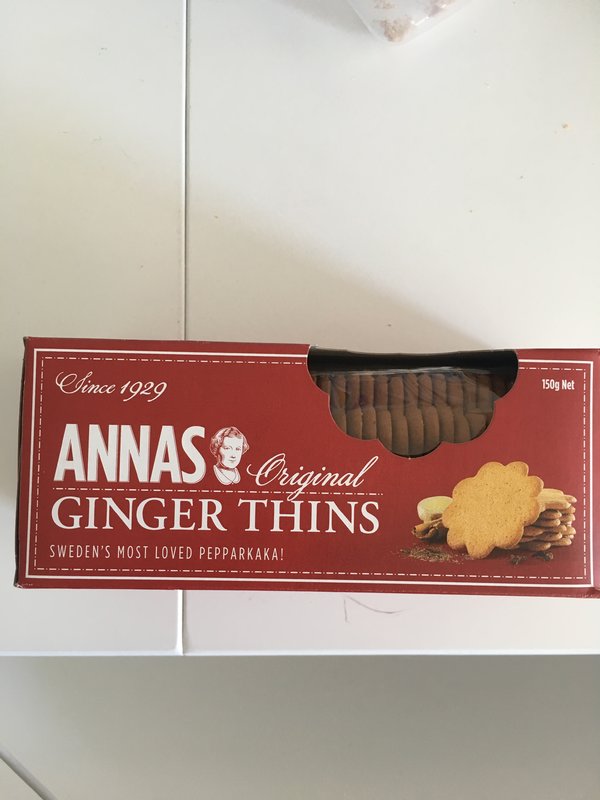 Since 1929
150g Net
ANNAS Original
GINGER THINS
SWEDEN'S MOST LOVED PEPPARKAKA!